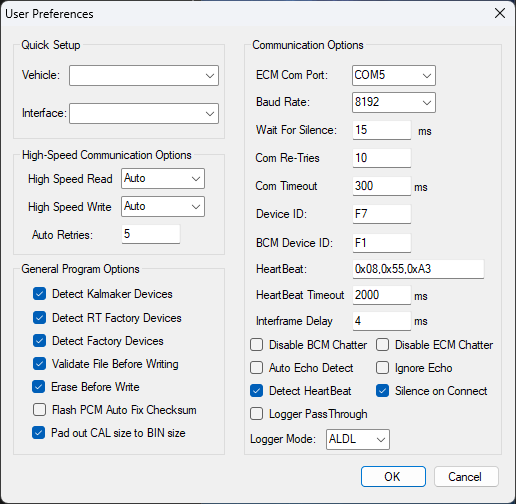 User Preferences
Quick Setup
Vehicle:
Interface:
High-Speed Communication Options
High Speed Read Auto
High Speed Write Auto
Auto Retries: 5
General Program Options
Detect Kalmaker Devices
Detect RT Factory Devices
Detect Factory Devices
Validate File Before Writing
Erase Before Write
Flash PCM Auto Fix Checksum
Pad out CAL size to BIN size
Communication Options
ECM Com Port: COM5
Baud Rate: 8192
Wait For Silence: 15 ms
Com Re-Tries 10
Com Timeout 300 ms
Device ID: F7
BCM Device ID: F1
HeartBeat: 0x08,0x55,0xA3
HeartBeat Timeout 2000 ms
Interframe Delay 4 ms
Disable BCM Chatter Disable ECM Chatter
Auto Echo Detect Ignore Echo
Detect HeartBeat Silence on Connect
Logger PassThrough
Logger Mode: ALDL
OK Cancel